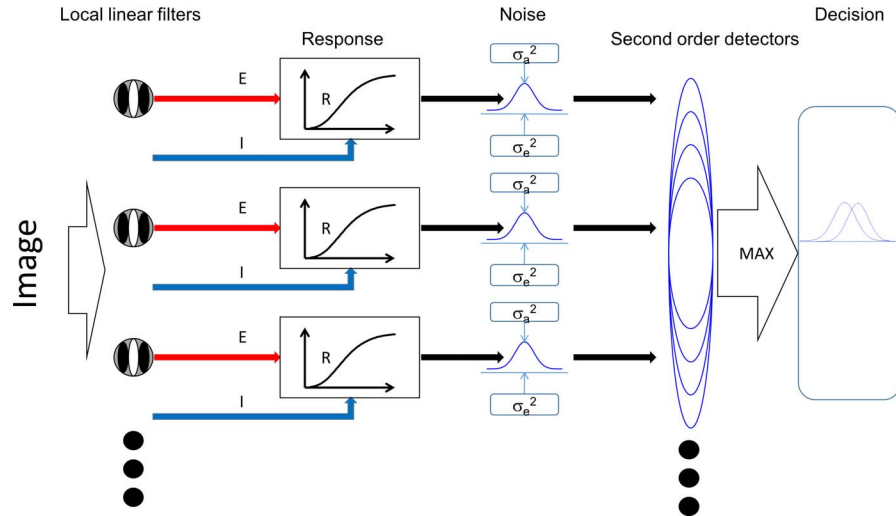 Local linear filters
Response
Noise
Second order detectors
Decision
Image
E
R
I
σa²
σe²
E
R
I
σa²
σe²
E
R
I
σa²
σe²
MAX